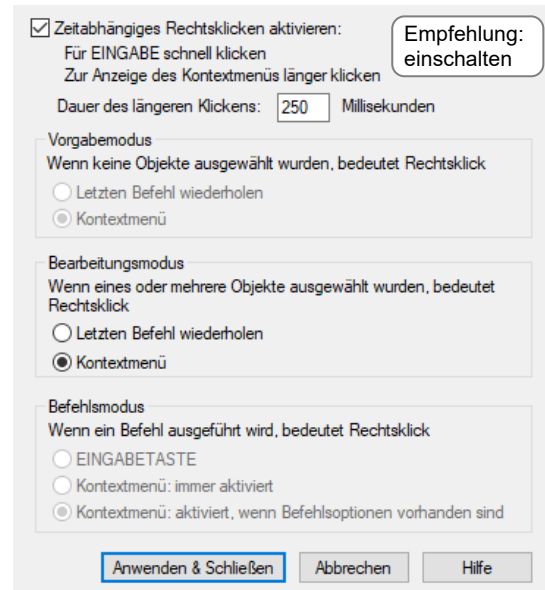 Zeitabhängiges Rechtsklicken aktivieren:
Empfehlung:
einschalten
Für EINGABE schnell klicken
Zur Anzeige des Kontextmenüs länger klicken
Dauer des längeren Klickens: 250 Millisekunden
Vorgabemodus
Wenn keine Objekte ausgewählt wurden, bedeutet Rechtsklick
Letzten Befehl wiederholen
Kontextmenü
Bearbeitungsmodus
Wenn eines oder mehrere Objekte ausgewählt wurden, bedeutet
Rechtsklick
Letzten Befehl wiederholen
Kontextmenü
Befehlsmodus
Wenn ein Befehl ausgeführt wird, bedeutet Rechtsklick
EINGABETASTE
Kontextmenü: immer aktiviert
Kontextmenü: aktiviert, wenn Befehlsoptionen vorhanden sind
Anwenden & Schließen Abbrechen Hilfe